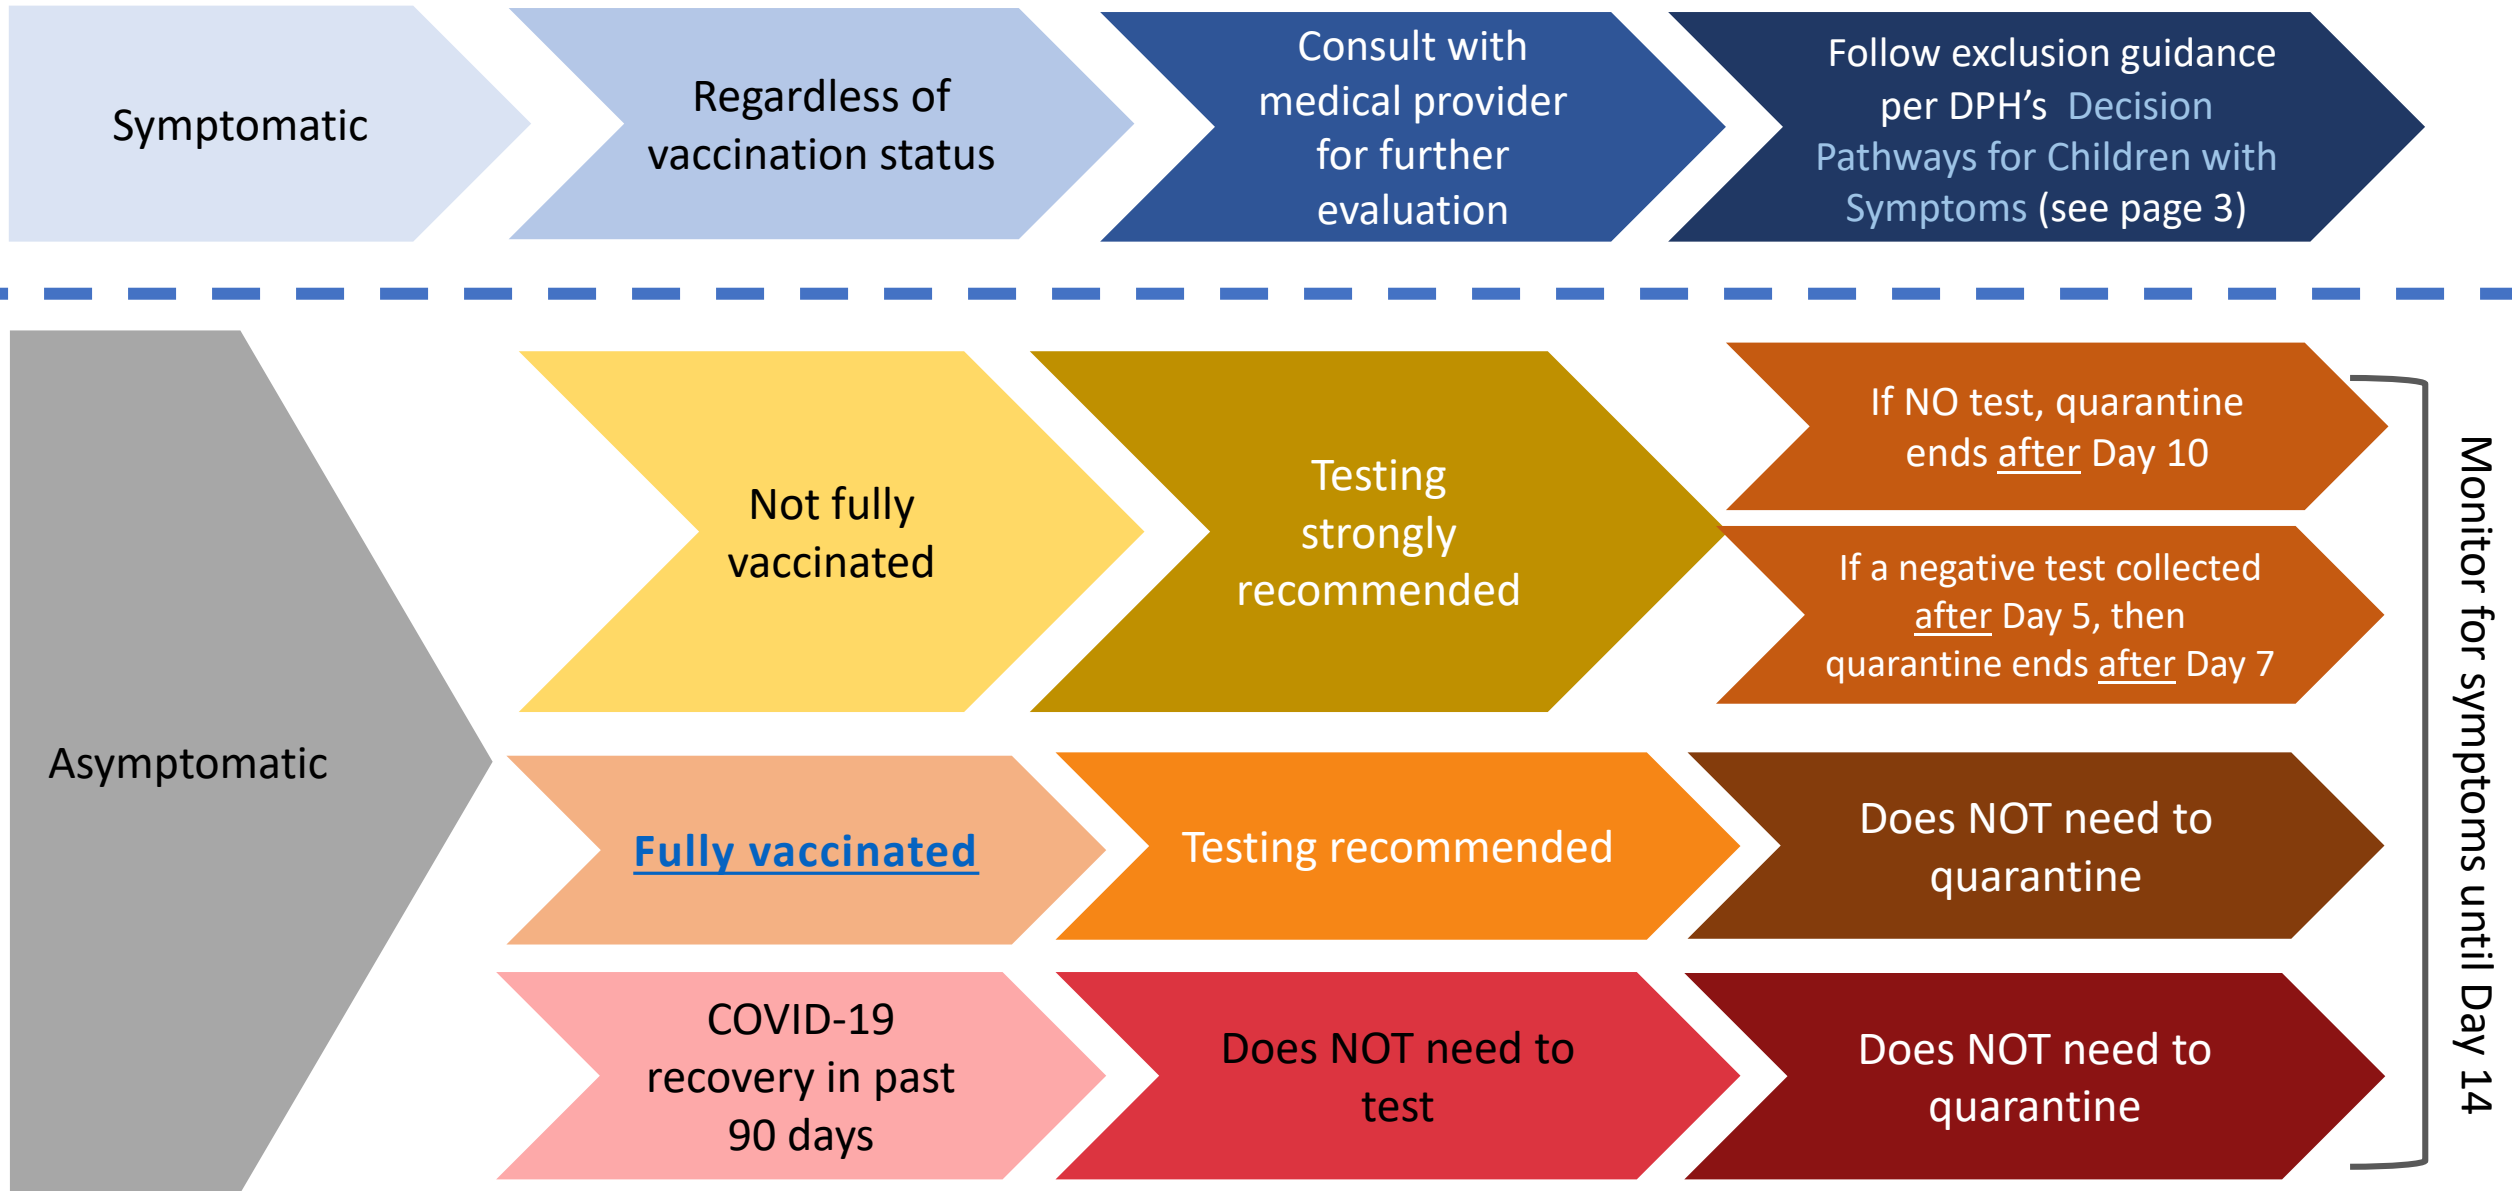 Symptomatic
Regardless of
vaccination status
Consult with
medical provider
for further
evaluation
Follow exclusion guidance
per DPH’s Decision
Pathways for Children with
Symptoms (see page 3)
Asymptomatic
Not fully
vaccinated
Testing
strongly
recommended
If NO test, quarantine
ends after Day 10
If a negative test collected
after Day 5, then
quarantine ends after Day 7
Fully vaccinated
Testing recommended
Does NOT need to
quarantine
COVID-19
recovery in past
90 days
Does NOT need to
test
Does NOT need to
quarantine
Monitor for symptoms until Day 14